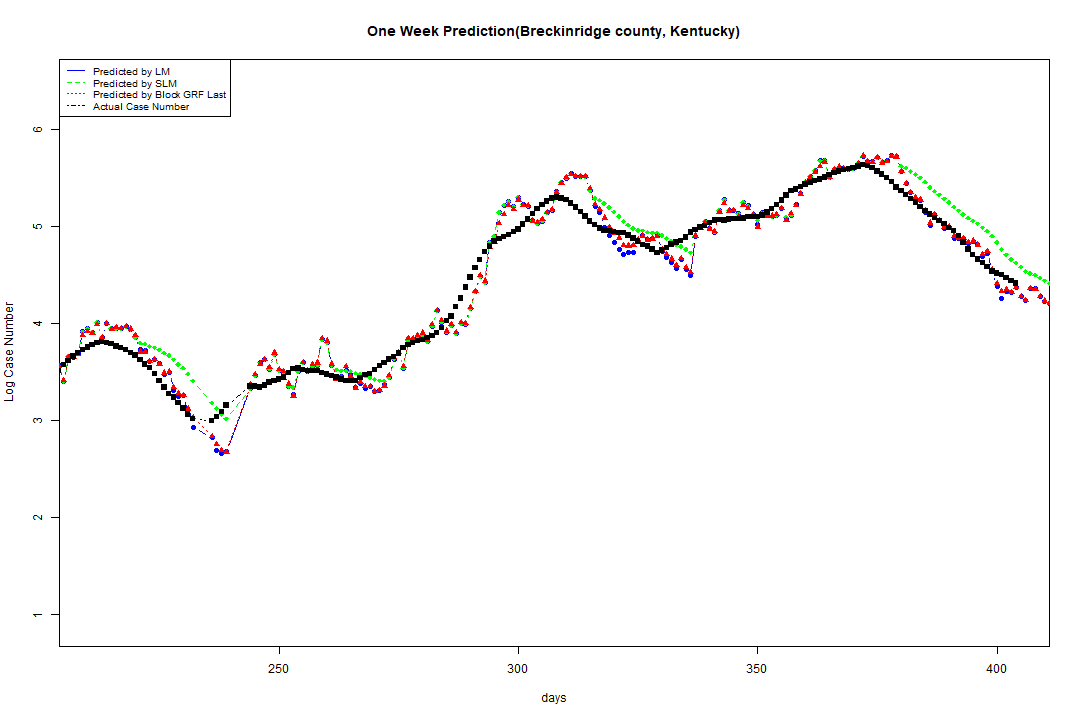 One Week Prediction(Breckinridge county, Kentucky)
Predicted by LM
Predicted by SLM
Predicted by Block GRF Last
Actual Case Number
Log Case Number
6
5
4
3
2
1
250
300
350
400
days